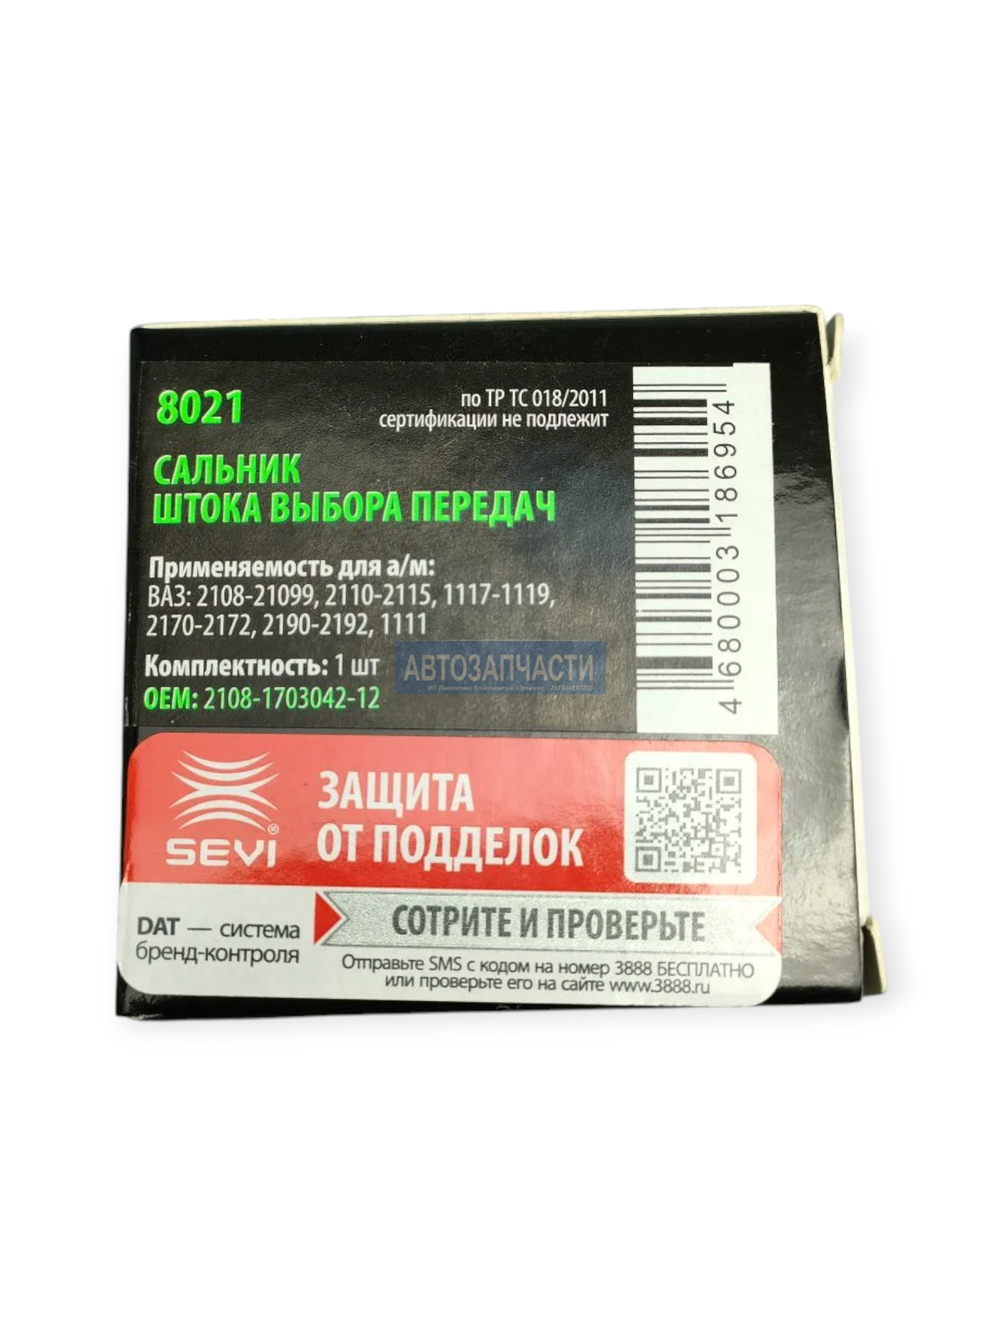 8021
по ТР ТС 018/2011
сертификации не подлежит
САЛЬНИК
ШТОКА ВЫБОРА ПЕРЕДАЧ
Применяемость для а/м:
ВАЗ: 2108-21099, 2110-2115, 1117-1119,
2170-2172, 2190-2192, 1111
Комплектность: 1 шт
OEM: 2108-1703042-12
АВТОЗАПЧАСТИ
4 680003 186954
SEVI®
ЗАЩИТА
ОТ ПОДДЕЛОК
DAT — система
бренд-контроля
СОТРИТЕ И ПРОВЕРЬТЕ
Отправьте SMS с кодом на номер 3888 БЕСПЛАТНО
или проверьте его на сайте www.3888.ru